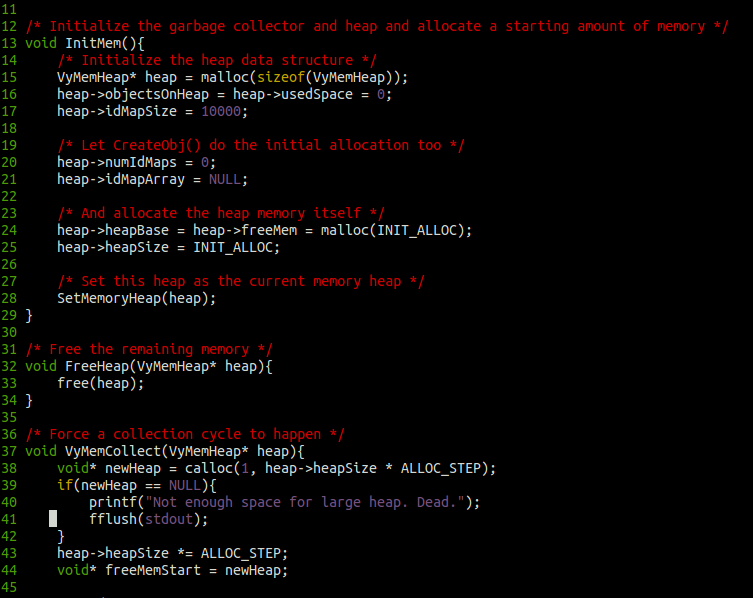 11
12 /* Initialize the garbage collector and heap and allocate a starting amount of memory */
13 void InitMem(){
14     /* Initialize the heap data structure */
15     VyMemHeap* heap = malloc(sizeof(VyMemHeap));
16     heap->objectsOnHeap = heap->usedSpace = 0;
17     heap->idMapSize = 10000;
18
19     /* Let CreateObj() do the initial allocation too */
20     heap->numIdMaps = 0;
21     heap->idMapArray = NULL;
22
23     /* And allocate the heap memory itself */
24     heap->heapBase = heap->freeMem = malloc(INIT_ALLOC);
25     heap->heapSize = INIT_ALLOC;
26
27     /* Set this heap as the current memory heap */
28     SetMemoryHeap(heap);
29 }
30
31 /* Free the remaining memory */
32 void FreeHeap(VyMemHeap* heap){
33     free(heap);
34 }
35
36 /* Force a collection cycle to happen */
37 void VyMemCollect(VyMemHeap* heap){
38     void* newHeap = calloc(1, heap->heapSize * ALLOC_STEP);
39     if(newHeap == NULL){
40         printf("Not enough space for large heap. Dead.");
41         fflush(stdout);
42     }
43     heap->heapSize *= ALLOC_STEP;
44     void* freeMemStart = newHeap;
45